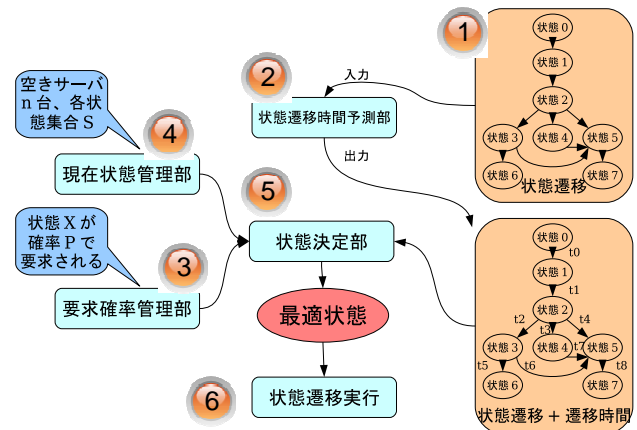 1
状態 0
状態 1
状態 2
状態 3
状態 4
状態 5
状態 6
状態 7
状態遷移
入力
2
状態遷移時間予測部
出力
空きサーバ
n 台、各状
態集合 S
4
現在状態管理部
5
状態決定部
状態 X が
確率 P で
要求される
3
要求確率管理部
最適状態
6
状態遷移実行
状態 0
t0
状態 1
t1
状態 2
t2
t3
t4
状態 3
状態 4
t7
状態 5
t5
t6
t8
状態 6
状態 7
状態遷移 + 遷移時間